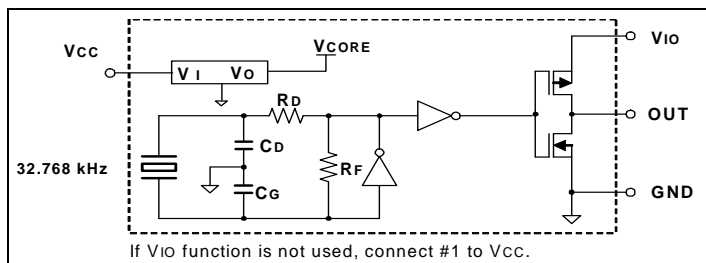 VCC
VI VO
VCORE
VIO
RD
CD
RF
OUT
32.768 kHz
CG
GND
If VIO function is not used, connect #1 to VCC.